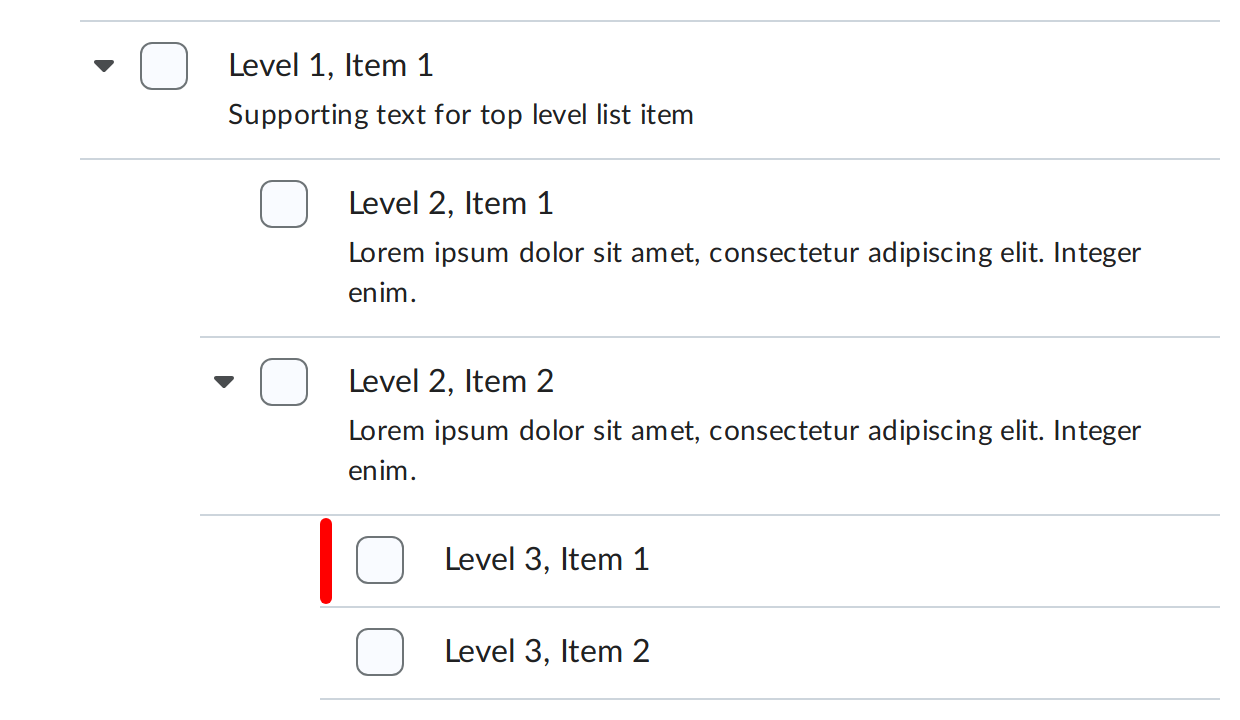 Level 1, Item 1
Supporting text for top level list item
Level 2, Item 1
Lorem ipsum dolor sit amet, consectetur adipiscing elit. Integer
enim.
Level 2, Item 2
Lorem ipsum dolor sit amet, consectetur adipiscing elit. Integer
enim.
Level 3, Item 1
Level 3, Item 2